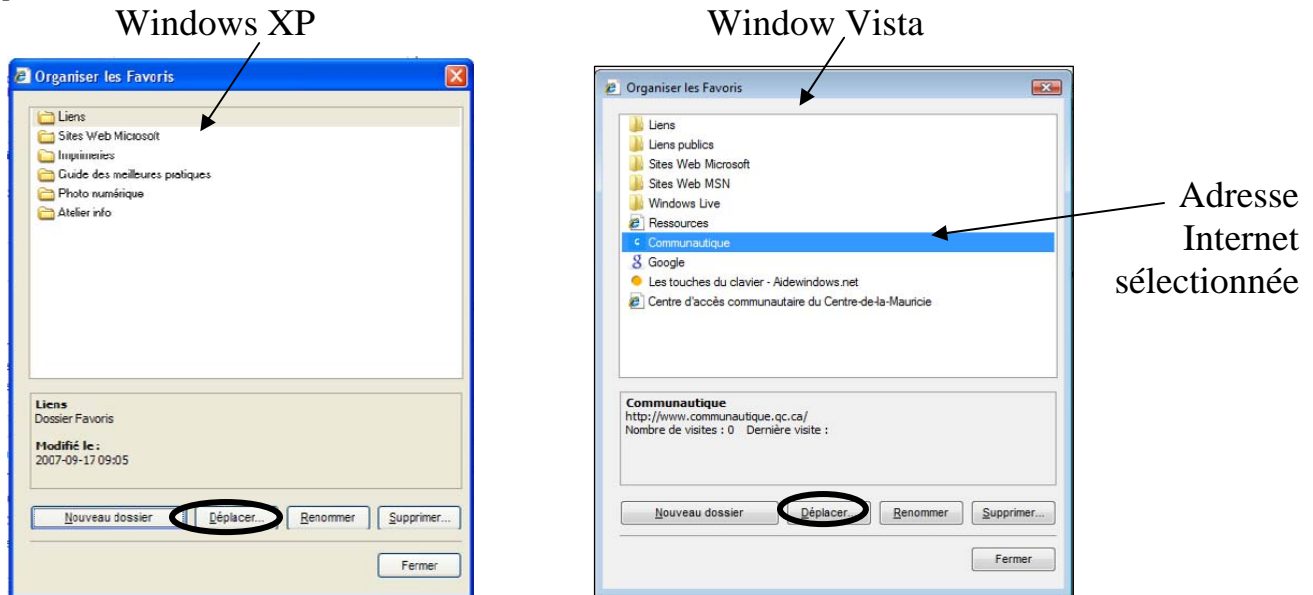 Windows XP
Window Vista
Organiser les Favoris
Liens
Sites Web Microsoft
Imprimeries
Guide des meilleures pratiques
Photo numérique
Atelier info
Liens
Dossier Favoris
Modifié le :
2007-09-17 09:05
Nouveau dossier
Déplacer...
Renommer
Supprimer...
Fermer
Organiser les Favoris
Liens
Liens publics
Sites Web Microsoft
Sites Web MSN
Windows Live
Ressources
Communautique
Google
Les touches du clavier - Aidewindows.net
Centre d'accès communautaire du Centre-de-la-Mauricie
Communautique
http://www.communautique.qc.ca/
Nombre de visites : 0 Dernière visite :
Nouveau dossier
Déplacer...
Renommer
Supprimer...
Fermer
Adresse
Internet
sélectionnée